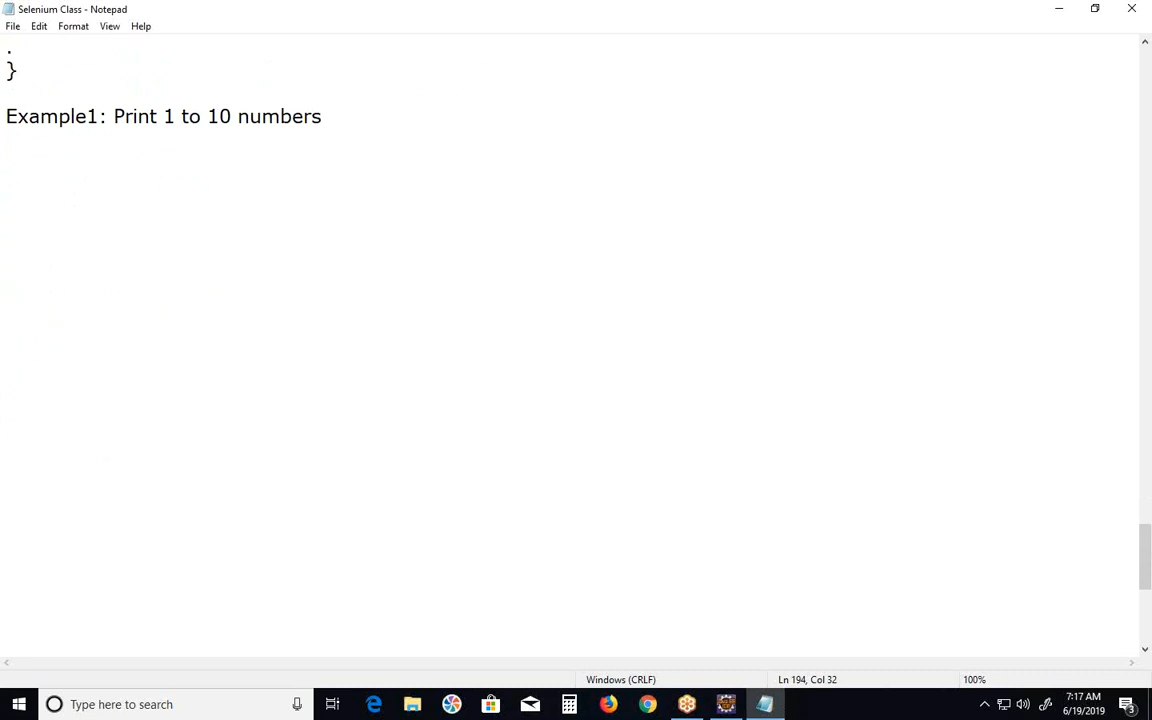 Selenium Class - Notepad
File Edit Format View Help
.
}
Example1: Print 1 to 10 numbers
Windows (CRLF) Ln 194, Col 32 100%
Type here to search
7:17 AM
6/19/2019
3